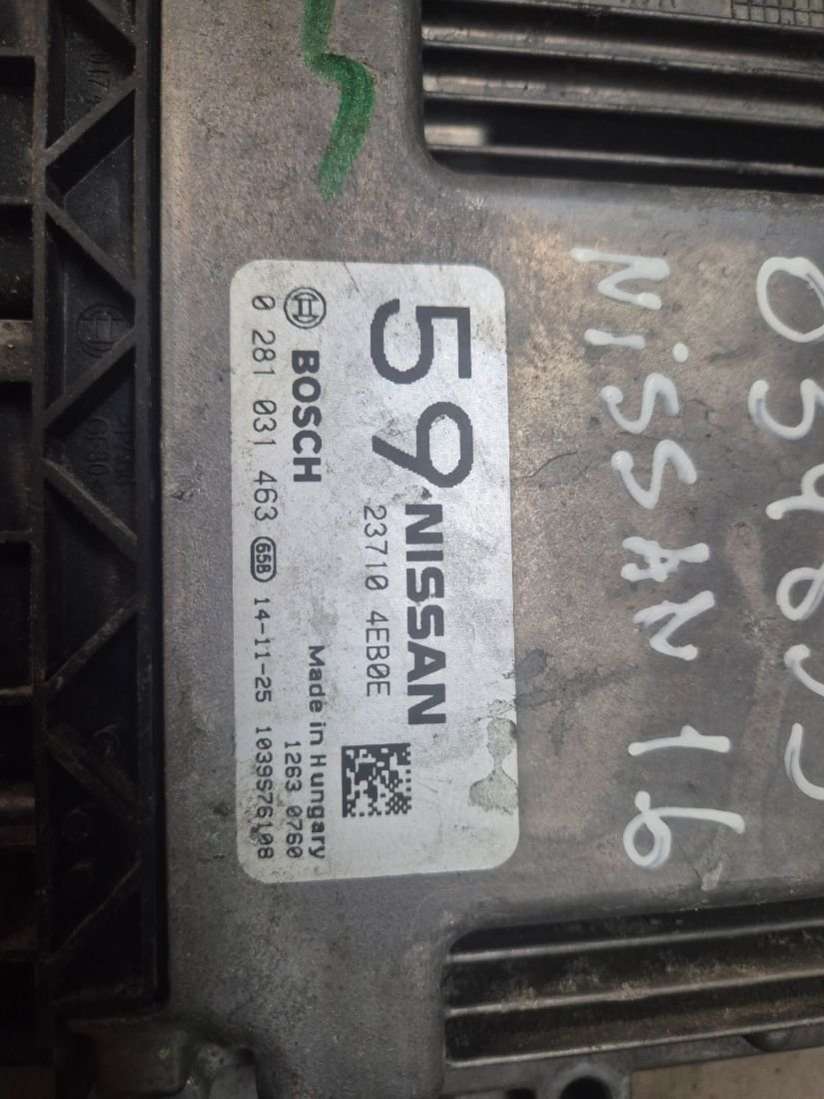 59
NISSAN
23710 4EB0E
BOSCH
0 281 031 463 65B 14-11-25 1039S76108
Made in Hungary
1263 0760
NiSSAN 1.6